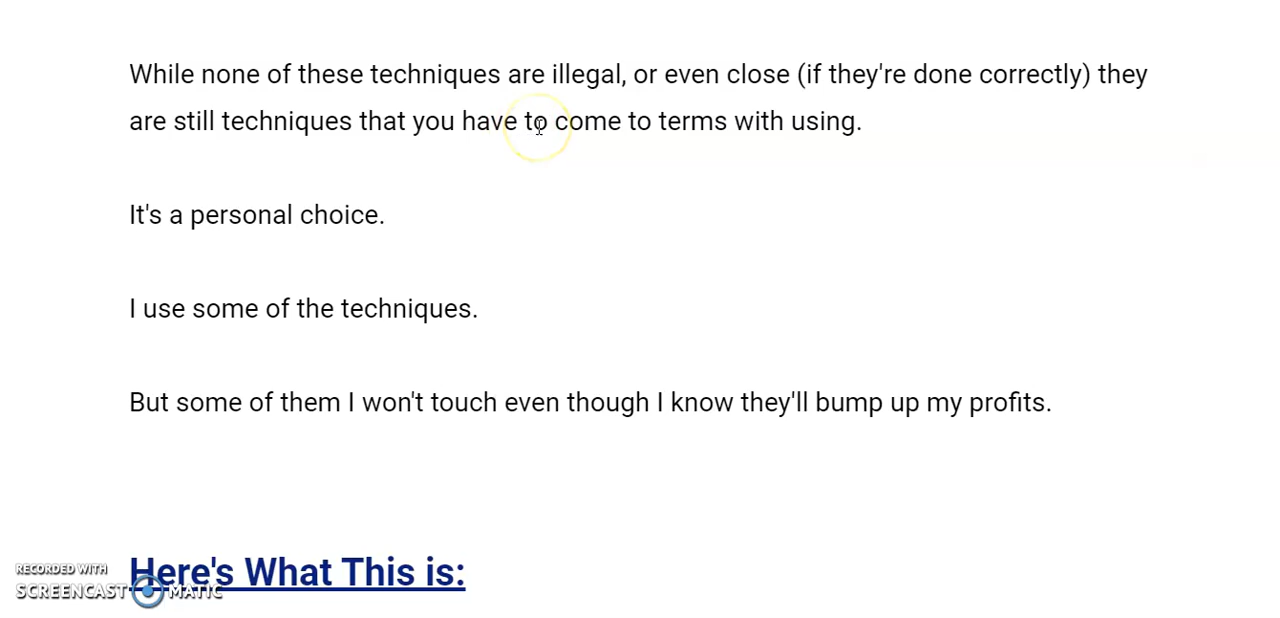 While none of these techniques are illegal, or even close (if they're done correctly) they
are still techniques that you have to come to terms with using.
It's a personal choice.
I use some of the techniques.
But some of them I won't touch even though I know they'll bump up my profits.
Here's What This is:
RECORDED WITH
SCREENCAST MATIC